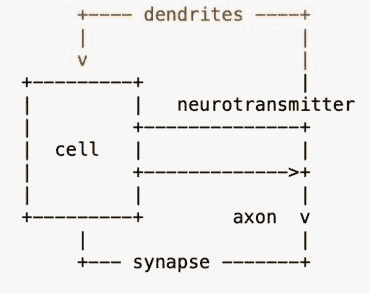 dendrites
neurotransmitter
cell
axon
synapse